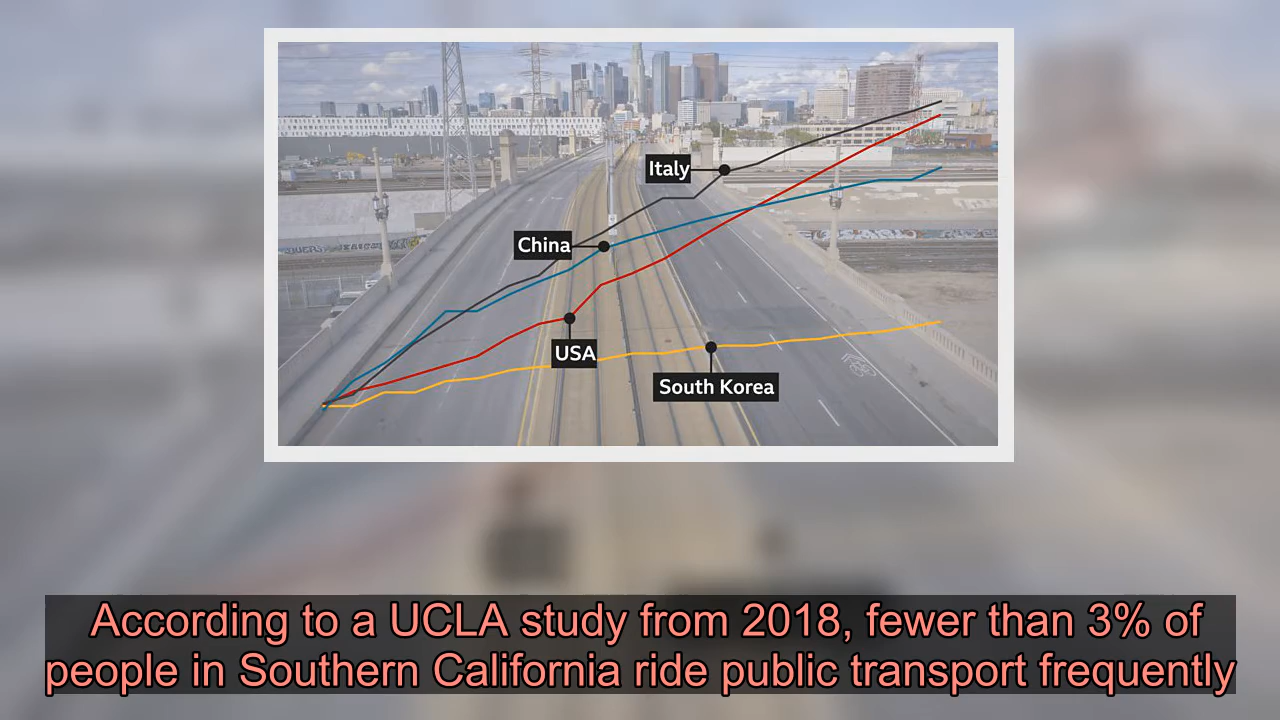 Italy
China
USA
South Korea
According to a UCLA study from 2018, fewer than 3% of
people in Southern California ride public transport frequently